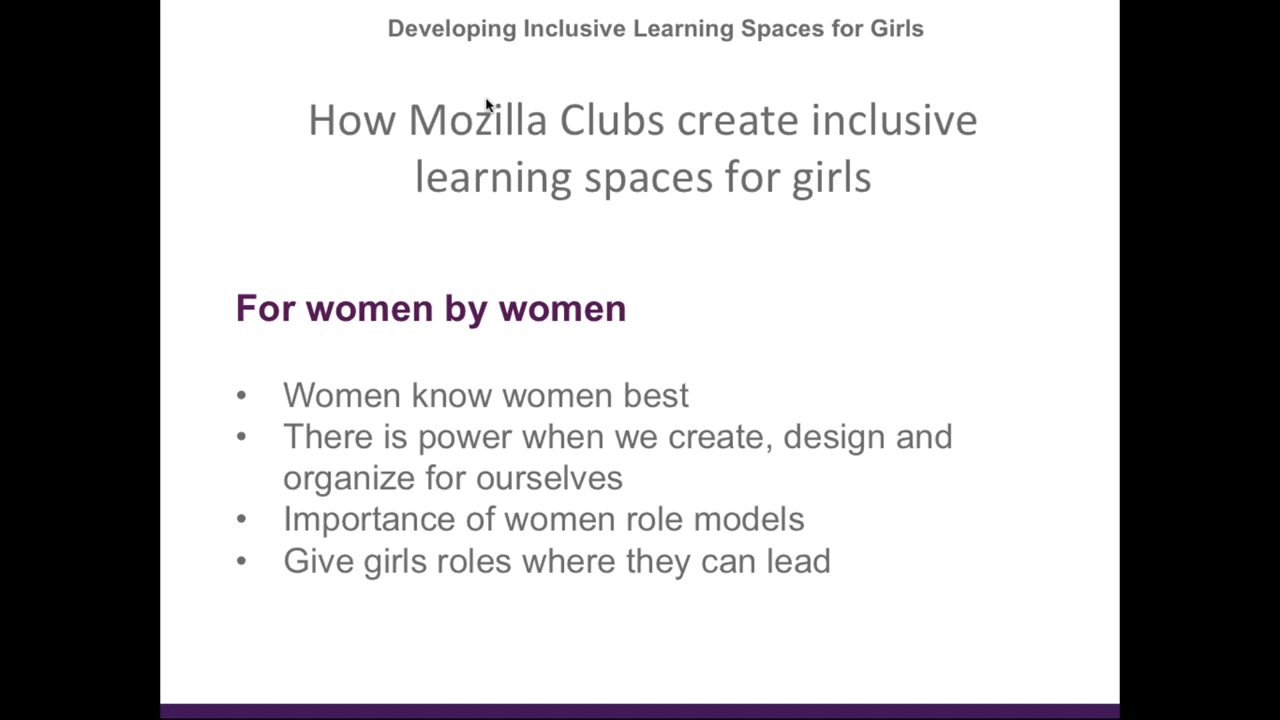 Developing Inclusive Learning Spaces for Girls
How Mozilla Clubs create inclusive
learning spaces for girls
For women by women
• Women know women best
• There is power when we create, design and
organize for ourselves
• Importance of women role models
• Give girls roles where they can lead